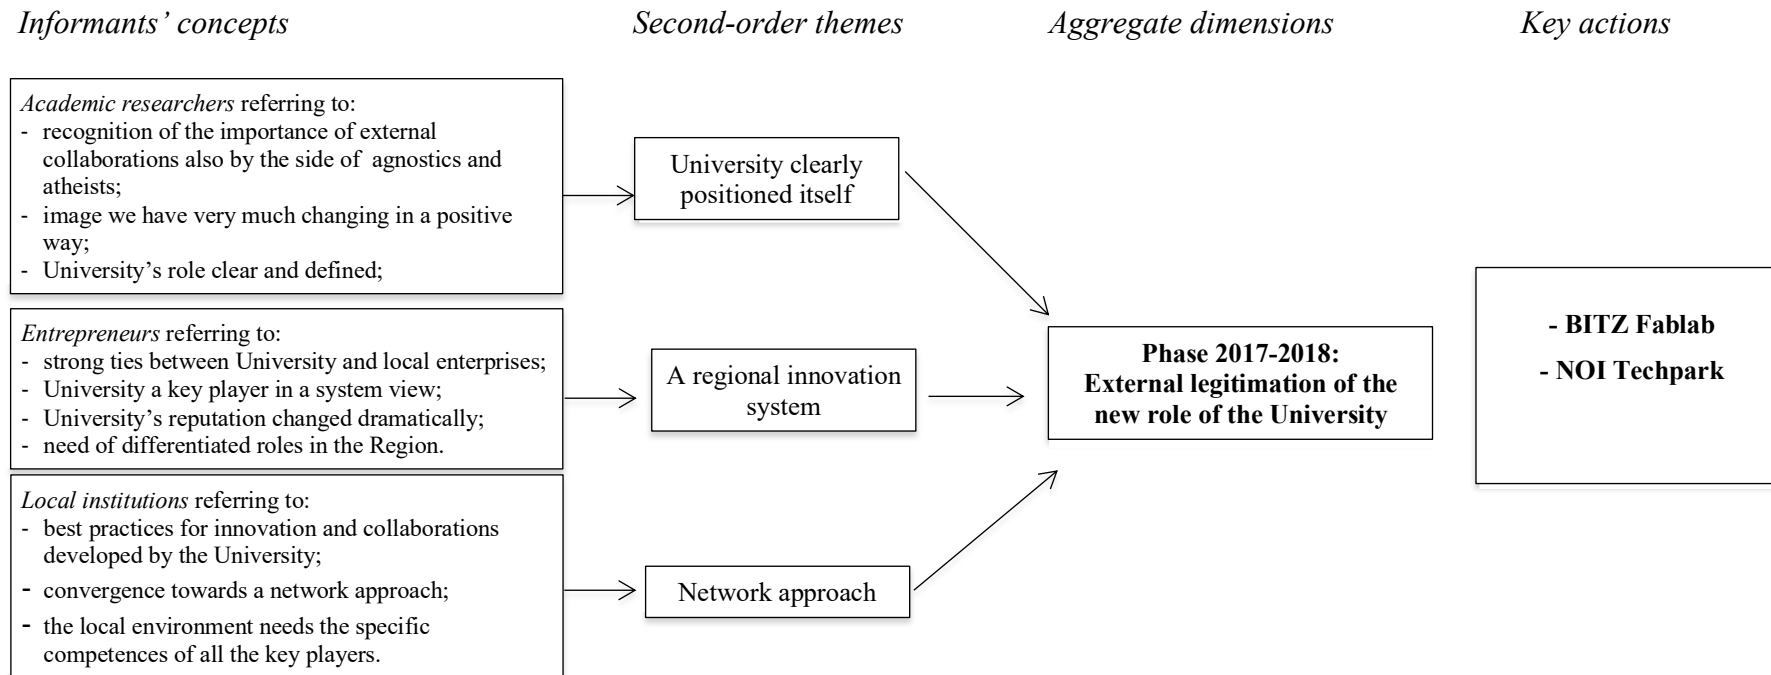 Informants’ concepts
Second-order themes
Aggregate dimensions
Key actions
Academic researchers referring to:
- recognition of the importance of external
collaborations also by the side of agnostics and
atheists;
- image we have very much changing in a positive
way;
- University’s role clear and defined;
University clearly
positioned itself
Entrepreneurs referring to:
- strong ties between University and local enterprises;
- University a key player in a system view;
- University’s reputation changed dramatically;
- need of differentiated roles in the Region.
A regional innovation
system
Phase 2017-2018:
External legitimation of the
new role of the University
- BITZ Fablab
- NOI Techpark
Local institutions referring to:
- best practices for innovation and collaborations
developed by the University;
- convergence towards a network approach;
- the local environment needs the specific
competences of all the key players.
Network approach